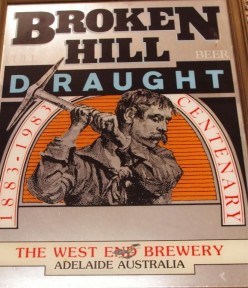 BROKEN
HILL
BEER
DRAUGHT
1883-1983
CENTENARY
THE WEST END BREWERY
ADELAIDE AUSTRALIA